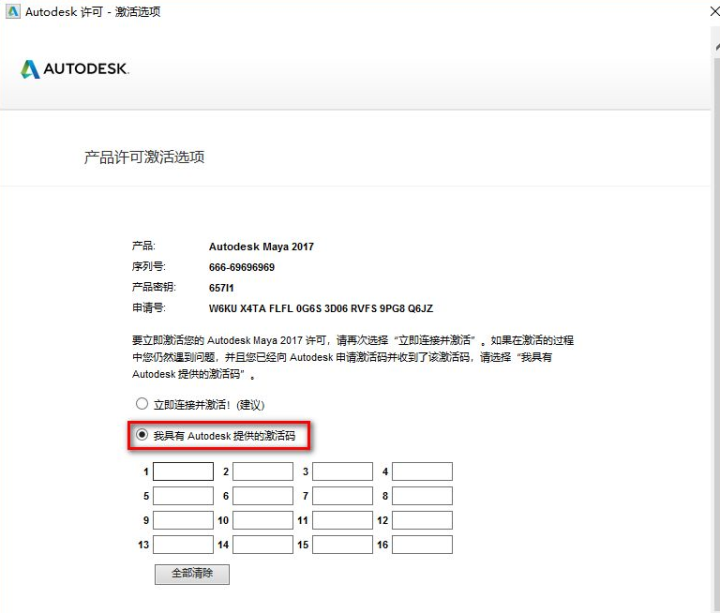 Autodesk 许可 - 激活选项
AUTODESK.
产品许可激活选项
产品: Autodesk Maya 2017
序列号: 666-69696969
产品密钥: 657I1
申请号: W6KU X4TA FLFL 0G6S 3D06 RVFS 9PG8 Q6JZ
要立即激活您的 Autodesk Maya 2017 许可，请再次选择“立即连接并激活”。如果在激活的过程
中您仍然遇到问题，并且您已经向 Autodesk 申请激活码并收到了该激活码，请选择“我具有
Autodesk 提供的激活码”。
立即连接并激活! (建议)
我具有 Autodesk 提供的激活码
1 2 3 4
5 6 7 8
9 10 11 12
13 14 15 16
全部清除